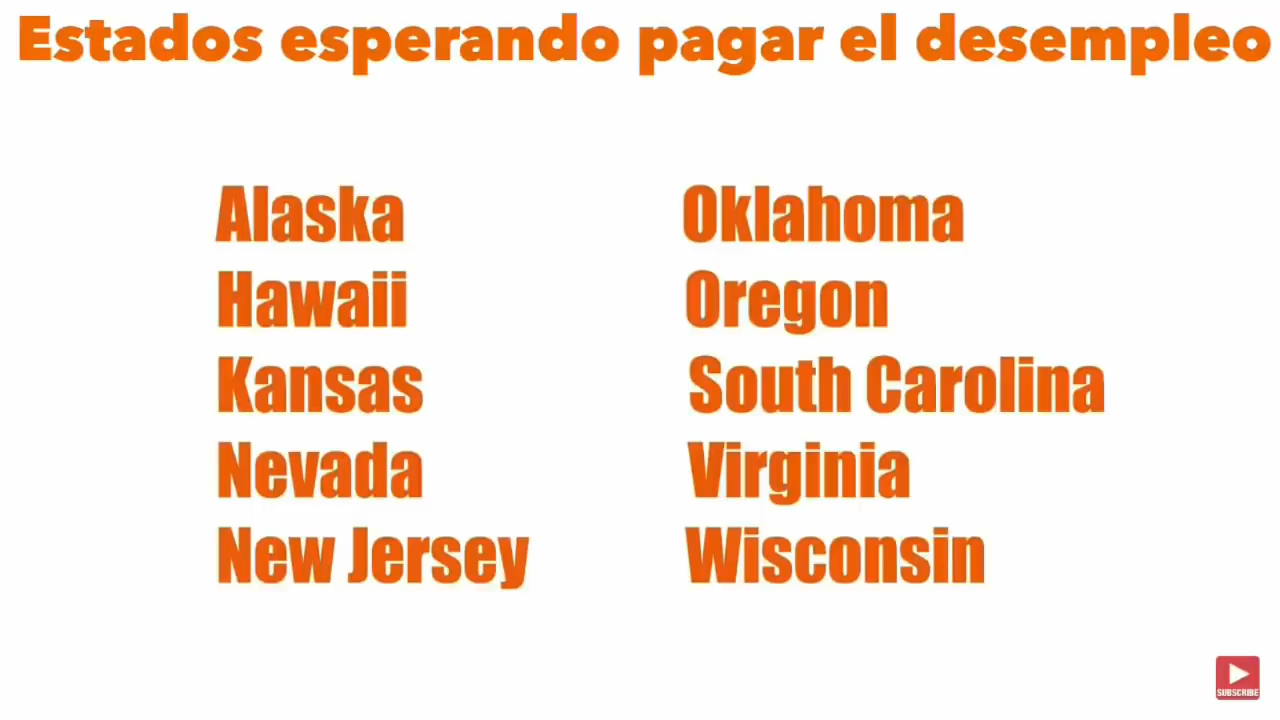 Estados esperando pagar el desempleo
Alaska
Hawaii
Kansas
Nevada
New Jersey
Oklahoma
Oregon
South Carolina
Virginia
Wisconsin
SUBSCRIBE